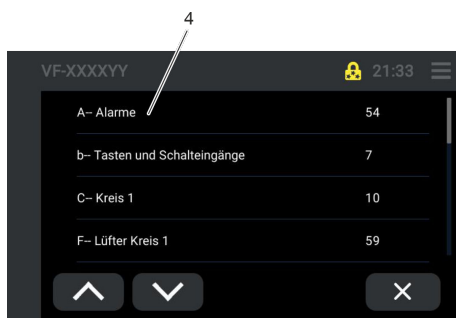 4
VF-XXXXYY 21:33
A-- Alarme 54
b-- Tasten und Schalteingänge 7
C-- Kreis 1 10
F-- Lüfter Kreis 1 59